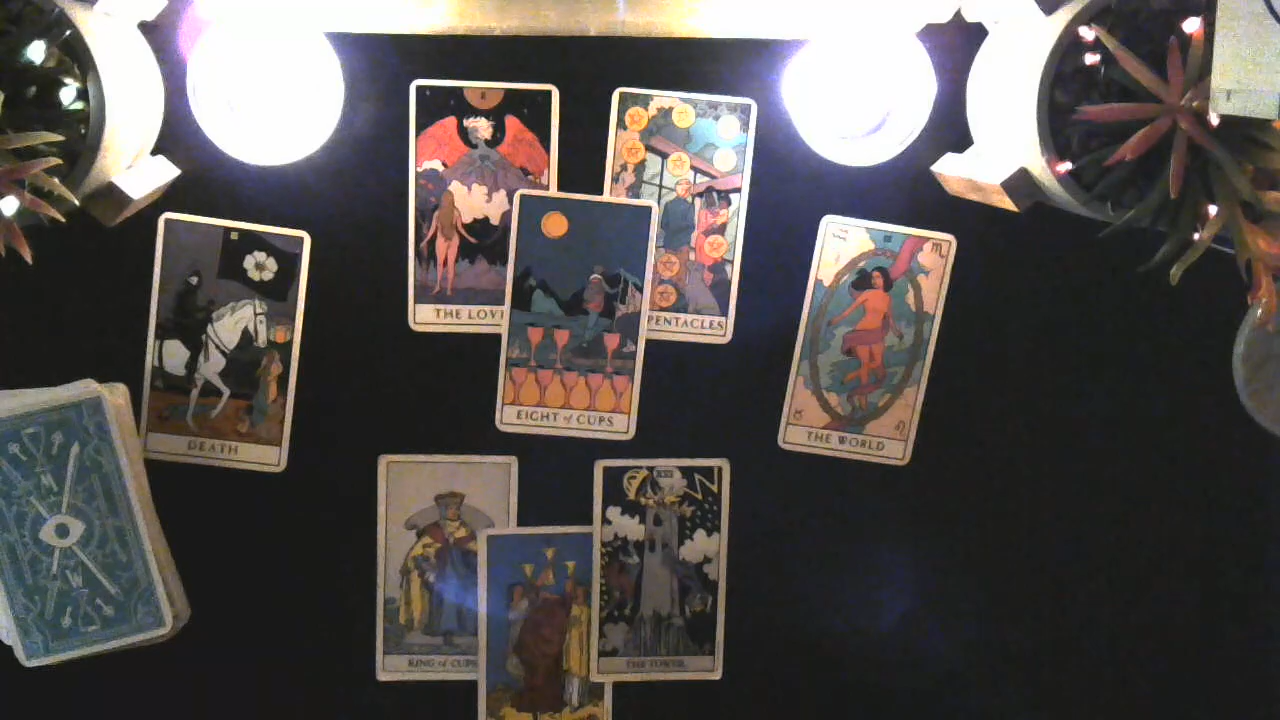 THE LOV
PENTACLES
EIGHT of CUPS
DEATH
THE WORLD
KING of CUPS
THE TOWER